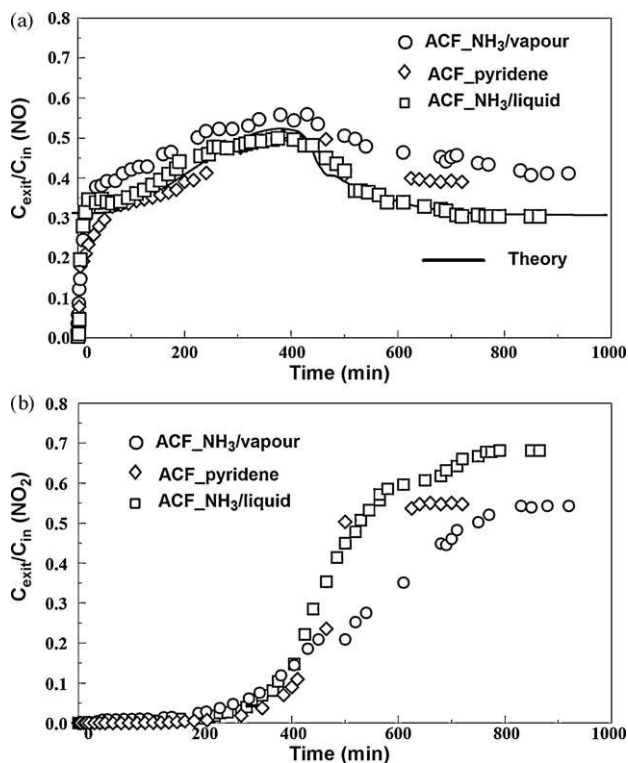 (a)
0.8
0.7
0.6
0.5
0.4
0.3
0.2
0.1
0.0
C_exit/C_in (NO)
ACF_NH₃/vapour
ACF_pyridene
ACF_NH₃/liquid
Theory
0 200 400 600 800 1000
Time (min)
(b)
0.8
0.7
0.6
0.5
0.4
0.3
0.2
0.1
0.0
C_exit/C_in (NO₂)
ACF_NH₃/vapour
ACF_pyridene
ACF_NH₃/liquid
0 200 400 600 800 1000
Time (min)